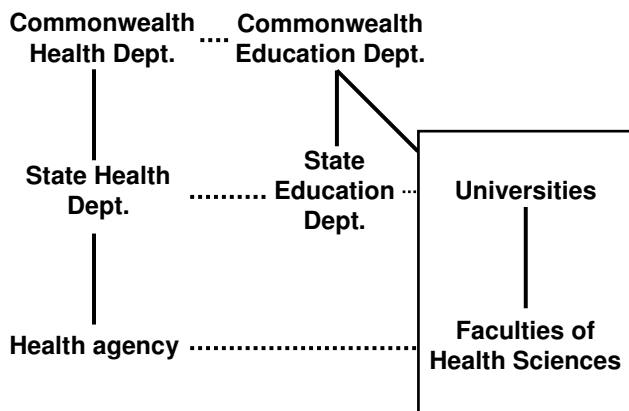 Commonwealth
Health Dept.
Commonwealth
Education Dept.
State Health
Dept.
State
Education
Dept.
Universities
Health agency
Faculties of
Health Sciences